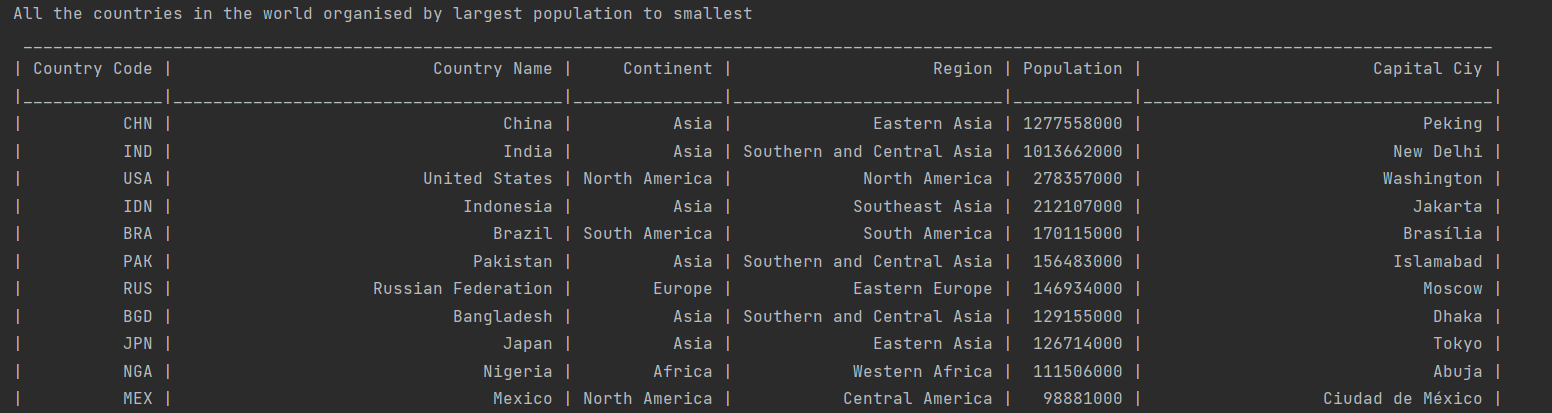 All the countries in the world organised by largest population to smallest
| Country Code | Country Name | Continent | Region | Population | Capital Ciy |
| CHN | China | Asia | Eastern Asia | 1277558000 | Peking |
| IND | India | Asia | Southern and Central Asia | 1013662000 | New Delhi |
| USA | United States | North America | North America | 278357000 | Washington |
| IDN | Indonesia | Asia | Southeast Asia | 212107000 | Jakarta |
| BRA | Brazil | South America | South America | 170115000 | Brasília |
| PAK | Pakistan | Asia | Southern and Central Asia | 156483000 | Islamabad |
| RUS | Russian Federation | Europe | Eastern Europe | 146934000 | Moscow |
| BGD | Bangladesh | Asia | Southern and Central Asia | 129155000 | Dhaka |
| JPN | Japan | Asia | Eastern Asia | 126714000 | Tokyo |
| NGA | Nigeria | Africa | Western Africa | 111506000 | Abuja |
| MEX | Mexico | North America | Central America | 98881000 | Ciudad de México |